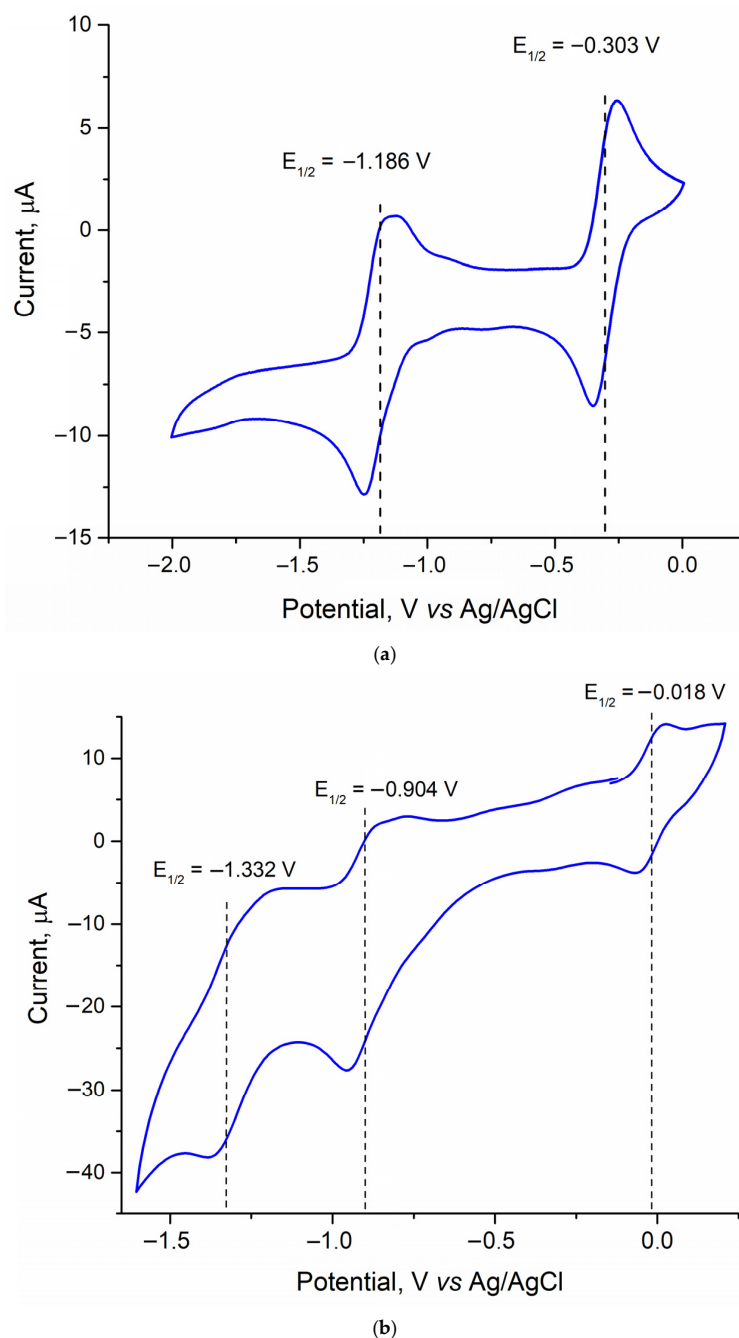 10
E1/2 = –0.303 V
5
E1/2 = –1.186 V
0
Current, μA
–5
–10
–15
–2.0 –1.5 –1.0 –0.5 0.0
Potential, V vs Ag/AgCl
(a)
E1/2 = –0.018 V
10
E1/2 = –0.904 V
0
E1/2 = –1.332 V
–10
Current, μA
–20
–30
–40
–1.5 –1.0 –0.5 0.0
Potential, V vs Ag/AgCl
(b)